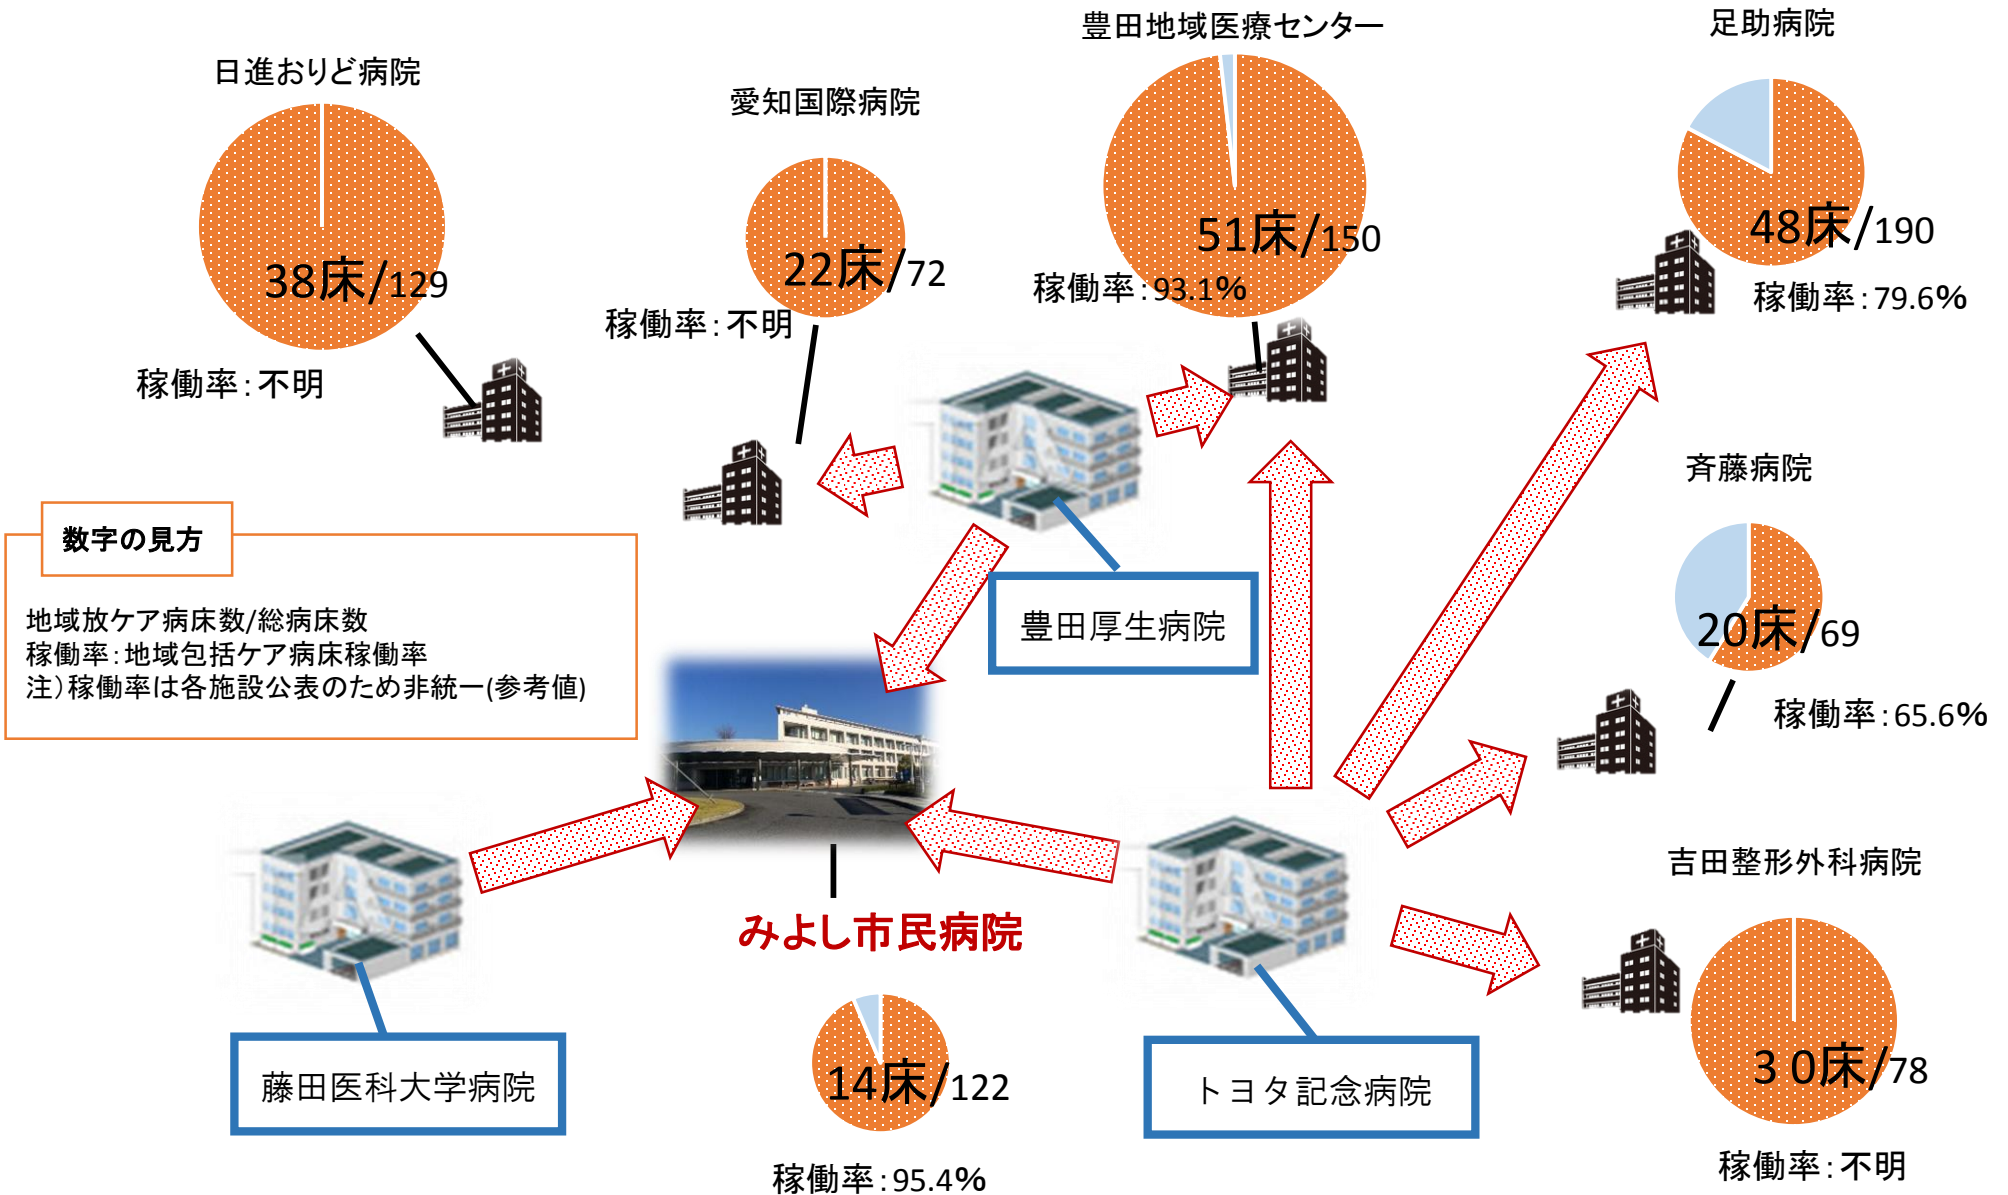 豊田地域医療センター
足助病院
日進おりど病院
愛知国際病院
51床/150
48床/190
38床/129
22床/72
稼働率：93.1%
稼働率：79.6%
稼働率：不明
稼働率：不明
斉藤病院
数字の見方
20床/69
地域放ケア病床数/総病床数
稼働率：地域包括ケア病床稼働率
注）稼働率は各施設公表のため非統一(参考値)
豊田厚生病院
稼働率：65.6%
吉田整形外科病院
みよし市民病院
藤田医科大学病院
14床/122
トヨタ記念病院
３０床/78
稼働率：95.4%
稼働率：不明